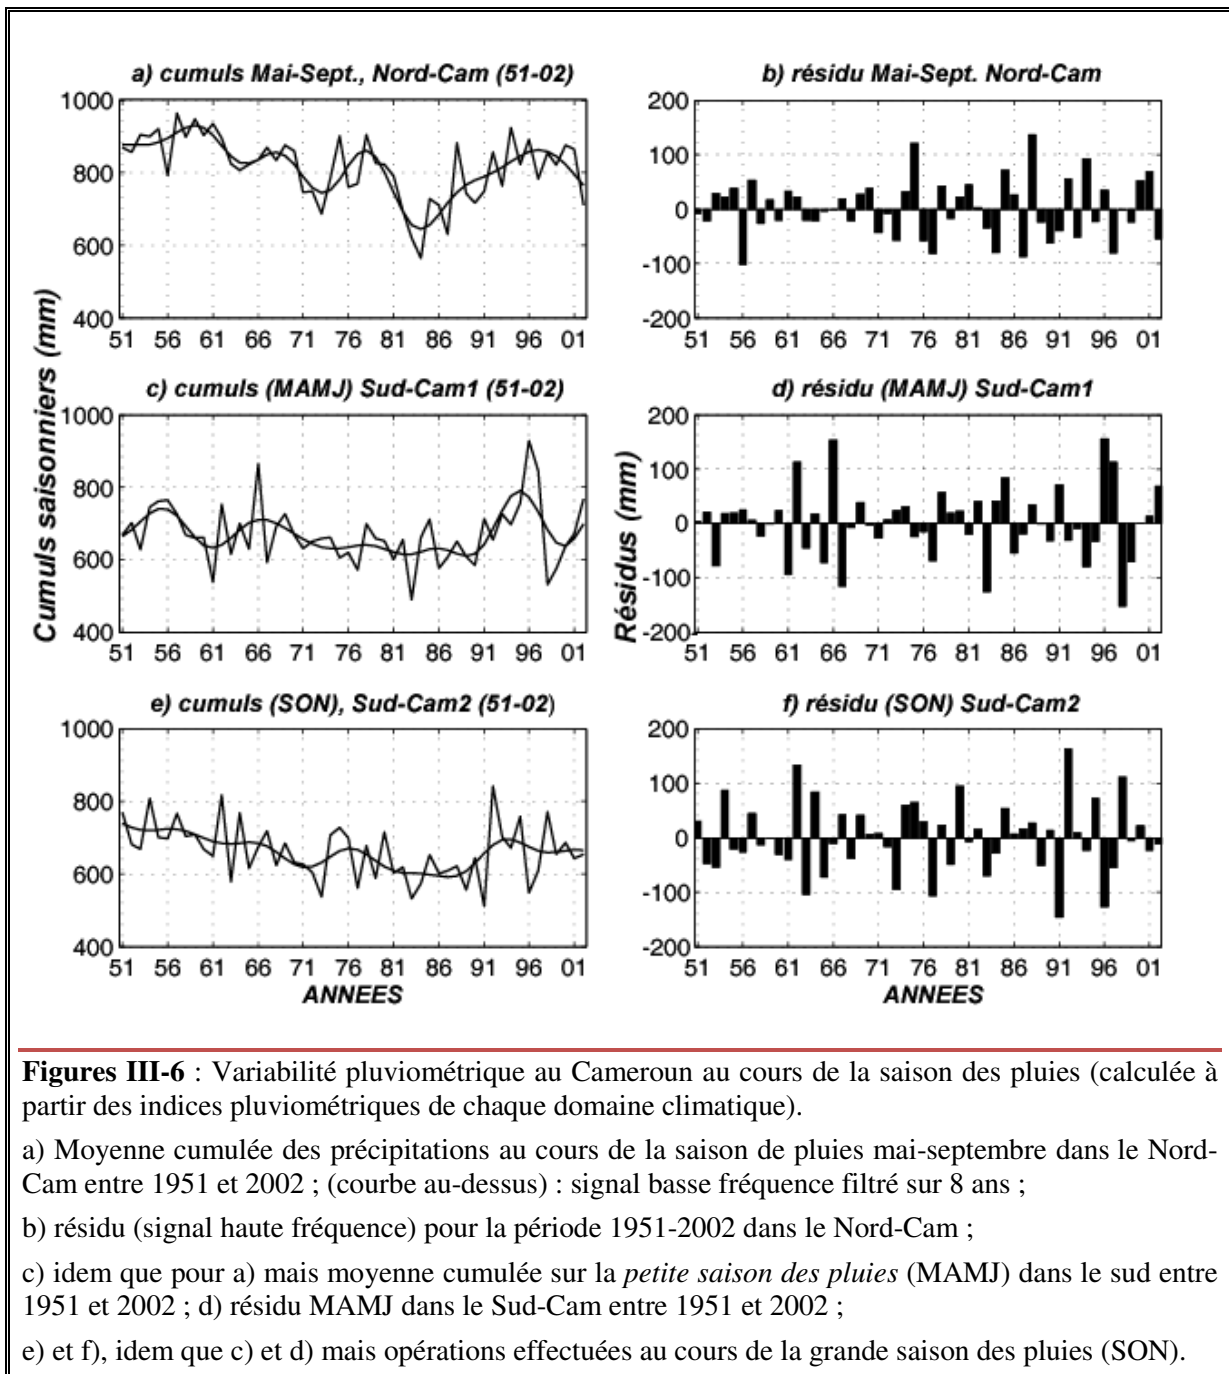 a) cumuls Mai-Sept., Nord-Cam (51-02)
b) résidu Mai-Sept. Nord-Cam
1000
800
600
400
51 56 61 66 71 76 81 86 91 96 01
200
100
0
-100
-200
51 56 61 66 71 76 81 86 91 96 01
Cumuls saisonniers (mm)
c) cumuls (MAMJ) Sud-Cam1 (51-02)
d) résidu (MAMJ) Sud-Cam1
1000
800
600
400
51 56 61 66 71 76 81 86 91 96 01
Résidus (mm)
200
100
0
-100
-200
51 56 61 66 71 76 81 86 91 96 01
e) cumuls (SON), Sud-Cam2 (51-02)
f) résidu (SON) Sud-Cam2
1000
800
600
400
51 56 61 66 71 76 81 86 91 96 01
ANNEES
200
100
0
-100
-200
51 56 61 66 71 76 81 86 91 96 01
ANNEES
Figures III-6 : Variabilité pluviométrique au Cameroun au cours de la saison des pluies (calculée à
partir des indices pluviométriques de chaque domaine climatique).
a) Moyenne cumulée des précipitations au cours de la saison de pluies mai-septembre dans le Nord-
Cam entre 1951 et 2002 ; (courbe au-dessus) : signal basse fréquence filtré sur 8 ans ;
b) résidu (signal haute fréquence) pour la période 1951-2002 dans le Nord-Cam ;
c) idem que pour a) mais moyenne cumulée sur la petite saison des pluies (MAMJ) dans le sud entre
1951 et 2002 ; d) résidu MAMJ dans le Sud-Cam entre 1951 et 2002 ;
e) et f), idem que c) et d) mais opérations effectuées au cours de la grande saison des pluies (SON).